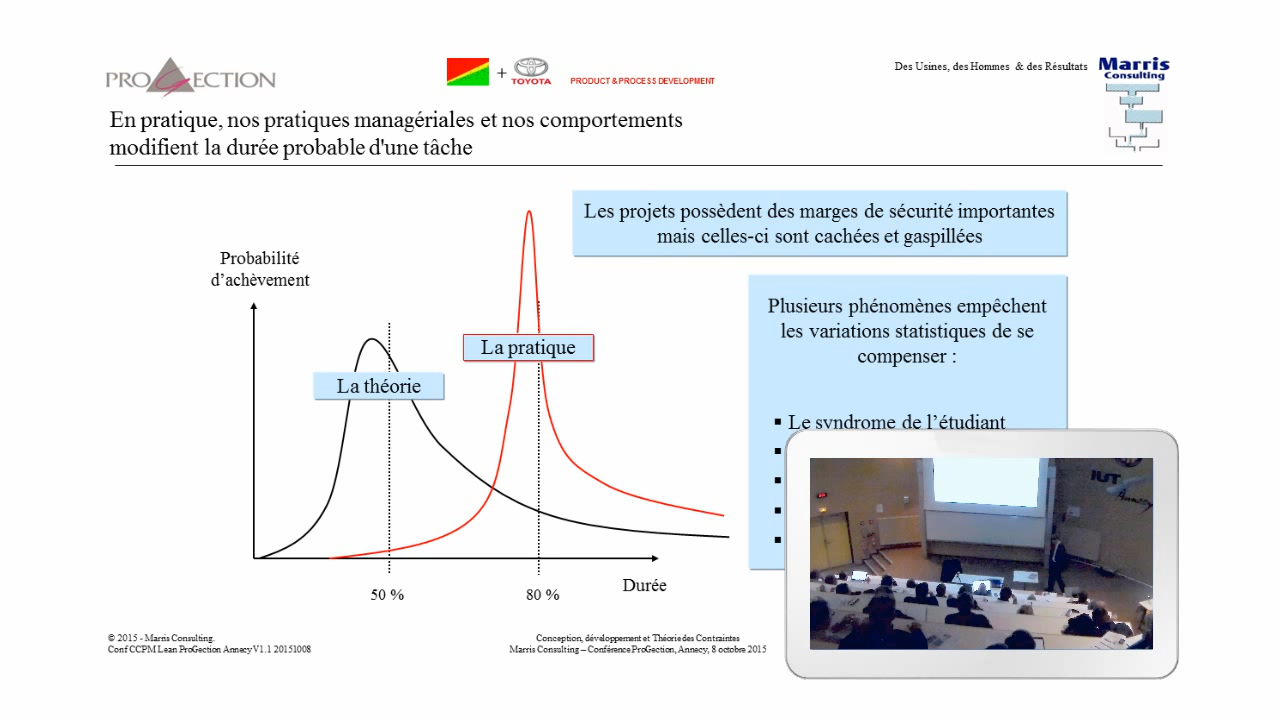 PROGECTION
+
TOYOTA
PRODUCT & PROCESS DEVELOPMENT
Des Usines, des Hommes & des Résultats
Marris
Consulting
En pratique, nos pratiques managériales et nos comportements
modifient la durée probable d'une tâche
Les projets possèdent des marges de sécurité importantes
mais celles-ci sont cachées et gaspillées
Probabilité
d'achèvement
Plusieurs phénomènes empêchent
les variations statistiques de se
compenser :
La pratique
La théorie
▪ Le syndrome de l'étudiant
IUT
Annecy
Durée
50 %
80 %
© 2015 - Marris Consulting.
Conf CCPM Lean ProGection Annecy V1.1 20151008
Conception, développement et Théorie des Contraintes
Marris Consulting – Conférence ProGection, Annecy, 8 octobre 2015